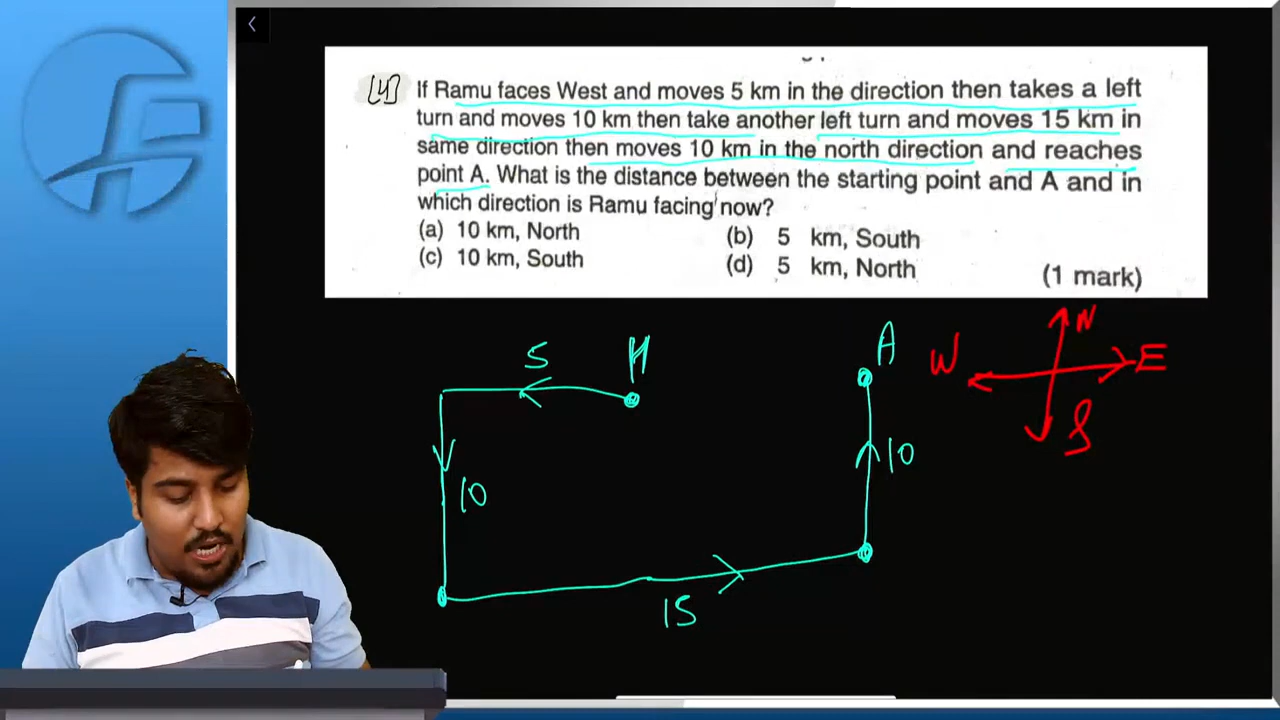 14
If Ramu faces West and moves 5 km in the direction then takes a left
turn and moves 10 km then take another left turn and moves 15 km in
same direction then moves 10 km in the north direction and reaches
point A. What is the distance between the starting point and A and in
which direction is Ramu facing now?
(a) 10 km, North
(b) 5 km, South
(c) 10 km, South
(d) 5 km, North
(1 mark)
N
W
E
S
5
A
10
10
15